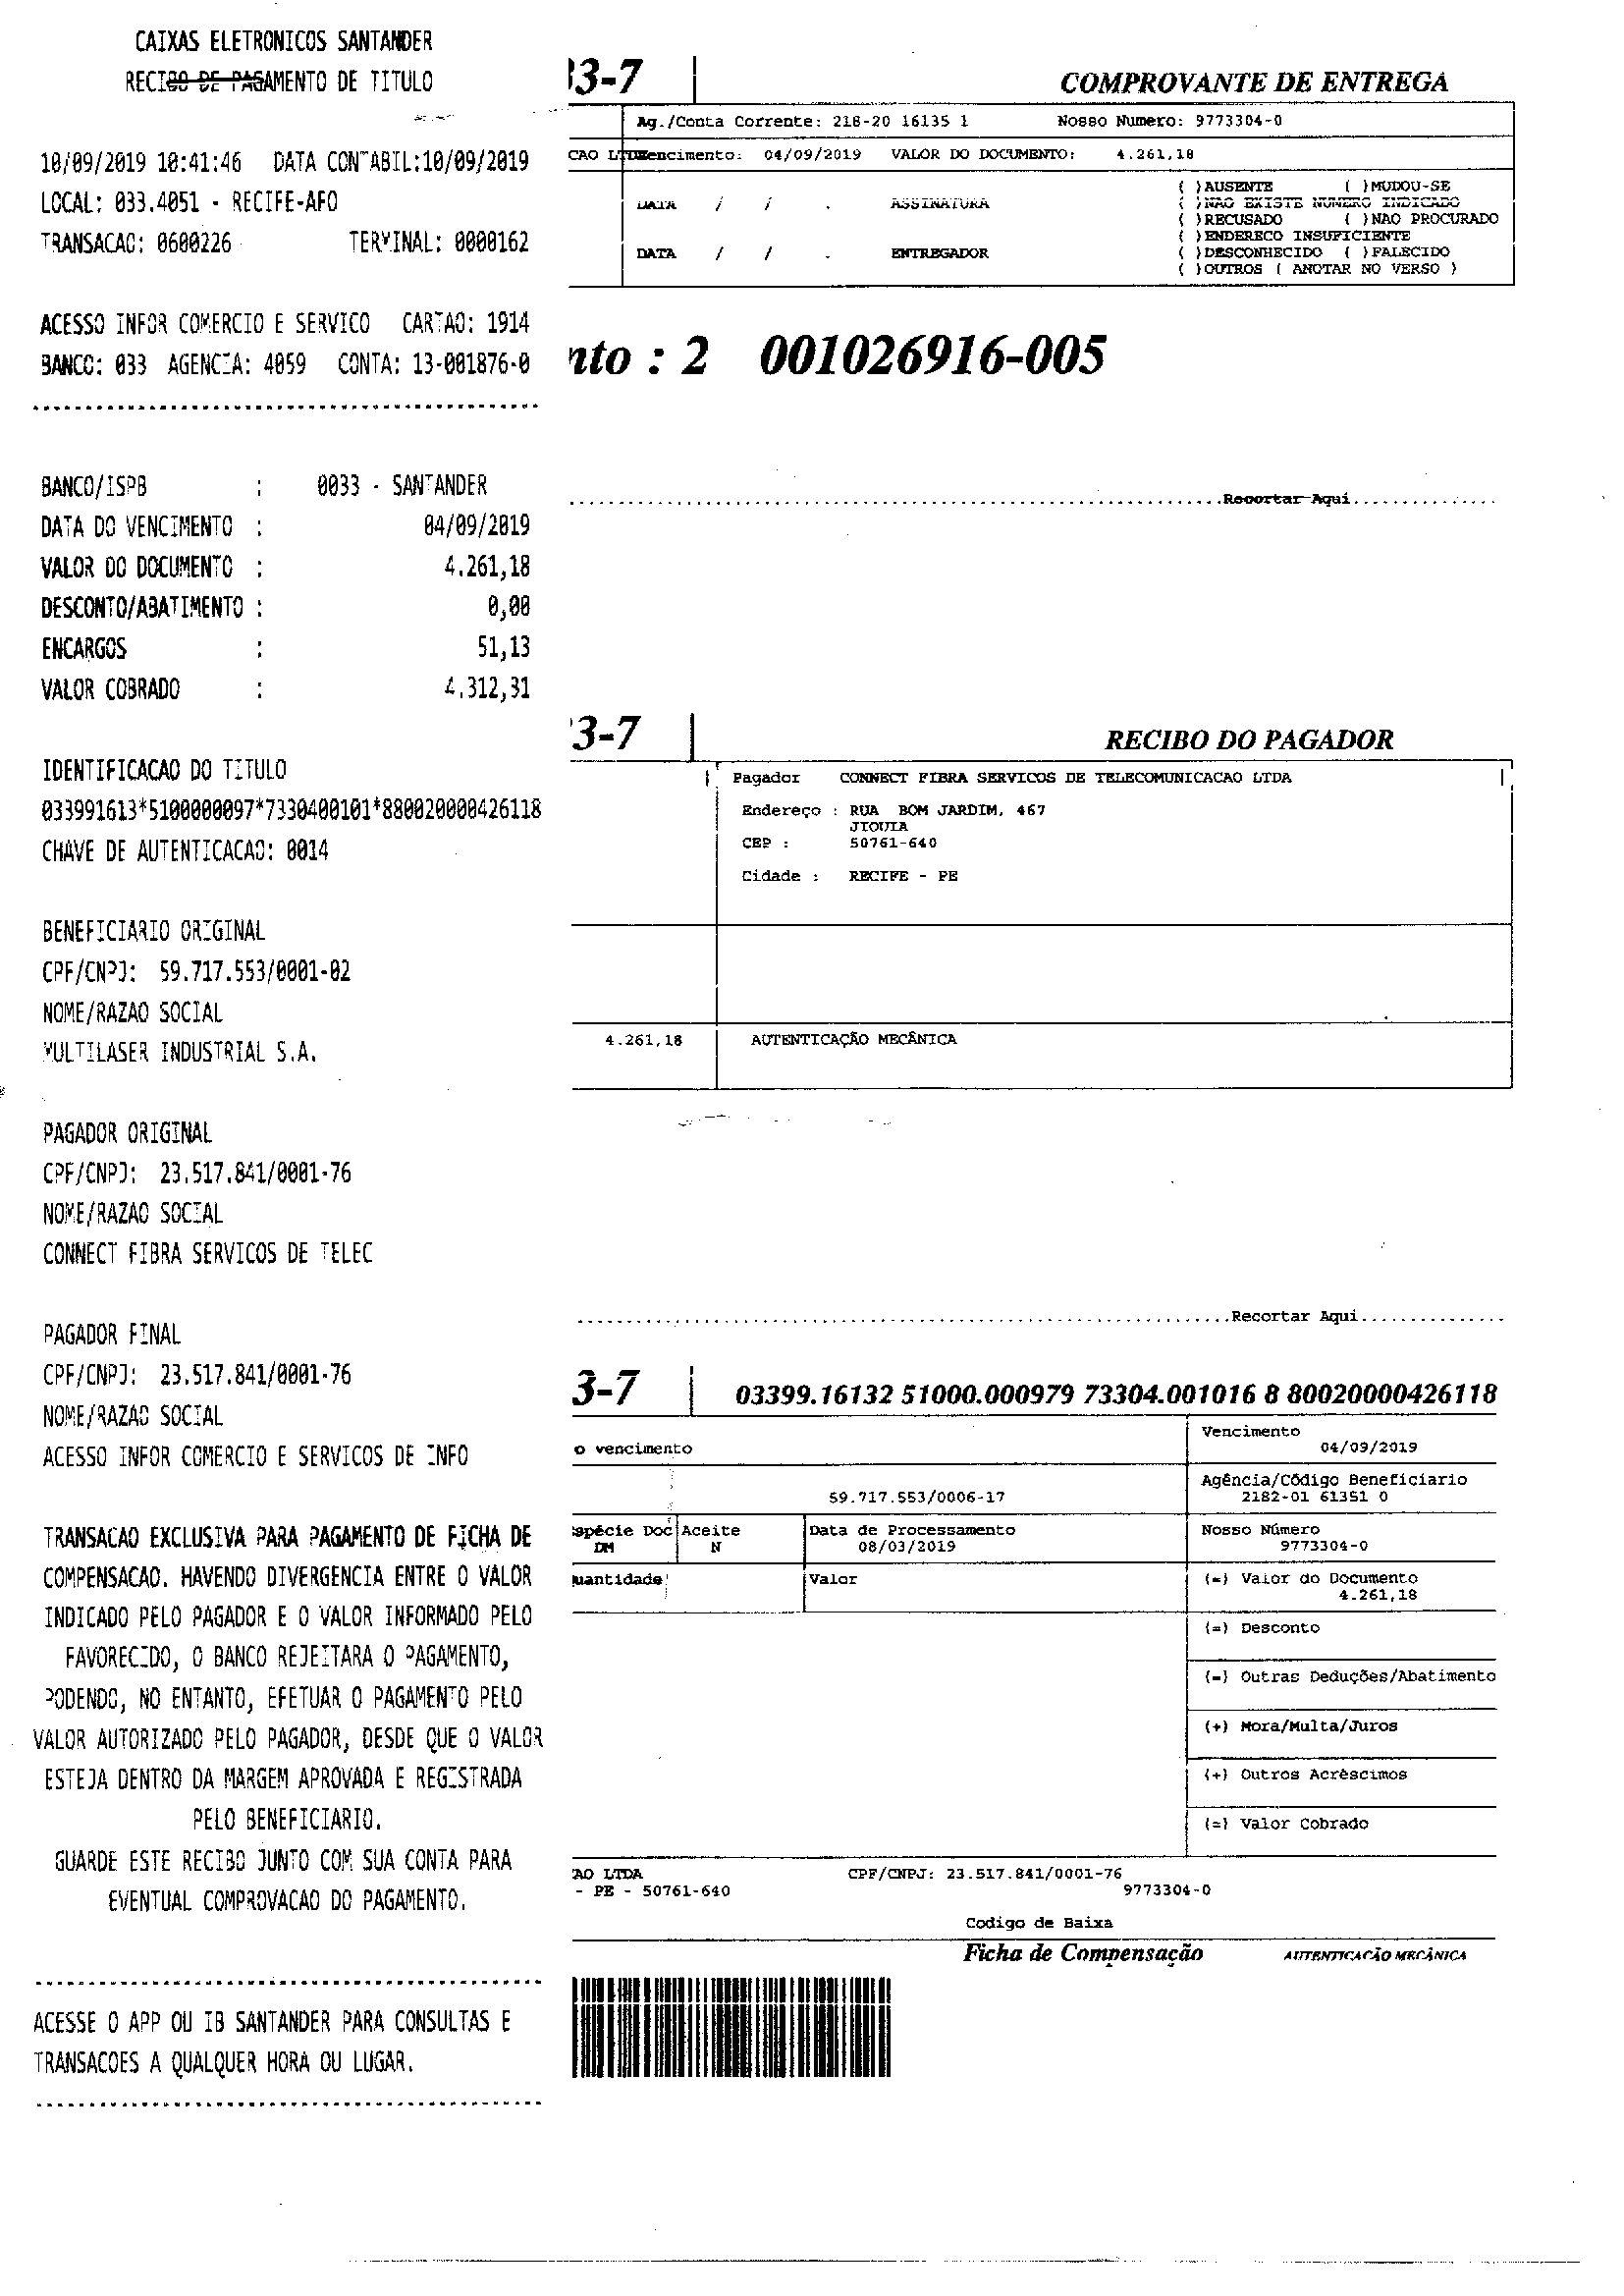 CAIXAS ELETRONICOS SANTANDER
RECIBO DE PAGAMENTO DE TITULO
10/09/2019 10:41:46 DATA CONTABIL:10/09/2019
LOCAL: 033.4051 - RECIFE-AFO
TRANSACAO: 0600226 TERMINAL: 0000162
ACESSO INFOR COMERCIO E SERVICO CARTAO: 1914
BANCO: 033 AGENCIA: 4059 CONTA: 13-001876-0
BANCO/ISPB : 0033 - SANTANDER
DATA DO VENCIMENTO : 04/09/2019
VALOR DO DOCUMENTO : 4.261,18
DESCONTO/ABATIMENTO : 0,00
ENCARGOS : 51,13
VALOR COBRADO : 4.312,31
IDENTIFICACAO DO TITULO
033991613*5100000097*7330400101*880020000426118
CHAVE DE AUTENTICACAO: 0014
BENEFICIARIO ORIGINAL
CPF/CNPJ: 59.717.553/0001-02
NOME/RAZAO SOCIAL
MULTILASER INDUSTRIAL S.A.
PAGADOR ORIGINAL
CPF/CNPJ: 23.517.841/0001-76
NOME/RAZAO SOCIAL
CONNECT FIBRA SERVICOS DE TELEC
PAGADOR FINAL
CPF/CNPJ: 23.517.841/0001-76
NOME/RAZAO SOCIAL
ACESSO INFOR COMERCIO E SERVICOS DE INFO
TRANSACAO EXCLUSIVA PARA PAGAMENTO DE FICHA DE
COMPENSACAO. HAVENDO DIVERGENCIA ENTRE O VALOR
INDICADO PELO PAGADOR E O VALOR INFORMADO PELO
FAVORECIDO, O BANCO REJEITARA O PAGAMENTO,
PODENDO, NO ENTANTO, EFETUAR O PAGAMENTO PELO
VALOR AUTORIZADO PELO PAGADOR, DESDE QUE O VALOR
ESTEJA DENTRO DA MARGEM APROVADA E REGISTRADA
PELO BENEFICIARIO.
GUARDE ESTE RECIBO JUNTO COM SUA CONTA PARA
EVENTUAL COMPROVACAO DO PAGAMENTO.
ACESSE O APP OU IB SANTANDER PARA CONSULTAS E
TRANSACOES A QUALQUER HORA OU LUGAR.
33-7 COMPROVANTE DE ENTREGA
Ag./Conta Corrente: 218-20 16135 1 Nosso Numero: 9773304-0
CAO LTDA Vencimento: 04/09/2019 VALOR DO DOCUMENTO: 4.261,18
( )AUSENTE ( )MUDOU-SE
DATA / / . ASSINATURA ( )NAO EXISTE NUMERO INDICADO
( )RECUSADO ( )NAO PROCURADO
( )ENDERECO INSUFICIENTE
DATA / / . ENTREGADOR ( )DESCONHECIDO ( )FALECIDO
( )OUTROS ( ANOTAR NO VERSO )
nto : 2 001026916-005
Recortar Aqui
3-7 RECIBO DO PAGADOR
Pagador CONNECT FIBRA SERVICOS DE TELECOMUNICACAO LTDA
Endereço : RUA BOM JARDIM, 467
JIQUIA
CEP : 50761-640
Cidade : RECIFE - PE
4.261,18 AUTENTICAÇÃO MECÂNICA
Recortar Aqui
3-7 03399.16132 51000.000979 73304.001016 8 80020000426118
o vencimento Vencimento
04/09/2019
59.717.553/0006-17 Agência/Código Beneficiario
2182-01 61351 0
spécie Doc Aceite Data de Processamento Nosso Número
DM N 08/03/2019 9773304-0
uantidade Valor (=) Valor do Documento
4.261,18
(=) Desconto
(-) Outras Deduções/Abatimento
(+) Mora/Multa/Juros
(+) Outros Acréscimos
(=) Valor Cobrado
AO LTDA CPF/CNPJ: 23.517.841/0001-76
- PE - 50761-640 9773304-0
Codigo de Baixa
Ficha de Compensação AUTENTICACÃO MECÂNICA